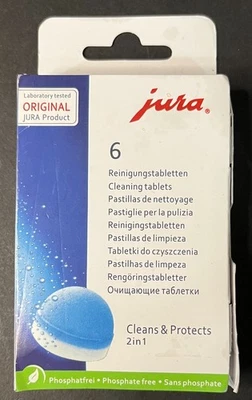 Laboratory tested
ORIGINAL
JURA Product
jura®
6
Reinigungstabletten
Cleaning tablets
Pastilles de nettoyage
Pastiglie per la pulizia
Reinigingstabletten
Pastillas de limpieza
Tabletki do czyszczenia
Pastilhas de limpeza
Rengöringstabletter
Очищающие таблетки
Cleans & Protects
2in1
Phosphatfrei • Phosphate free • Sans phosphate